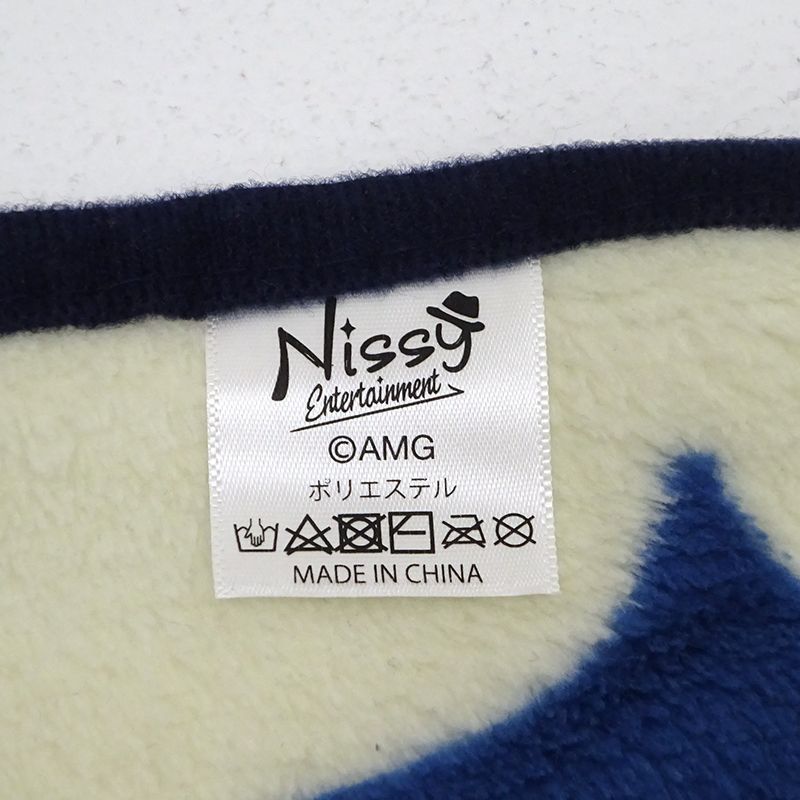 Nissy
Entertainment
©AMG
ポリエステル
MADE IN CHINA